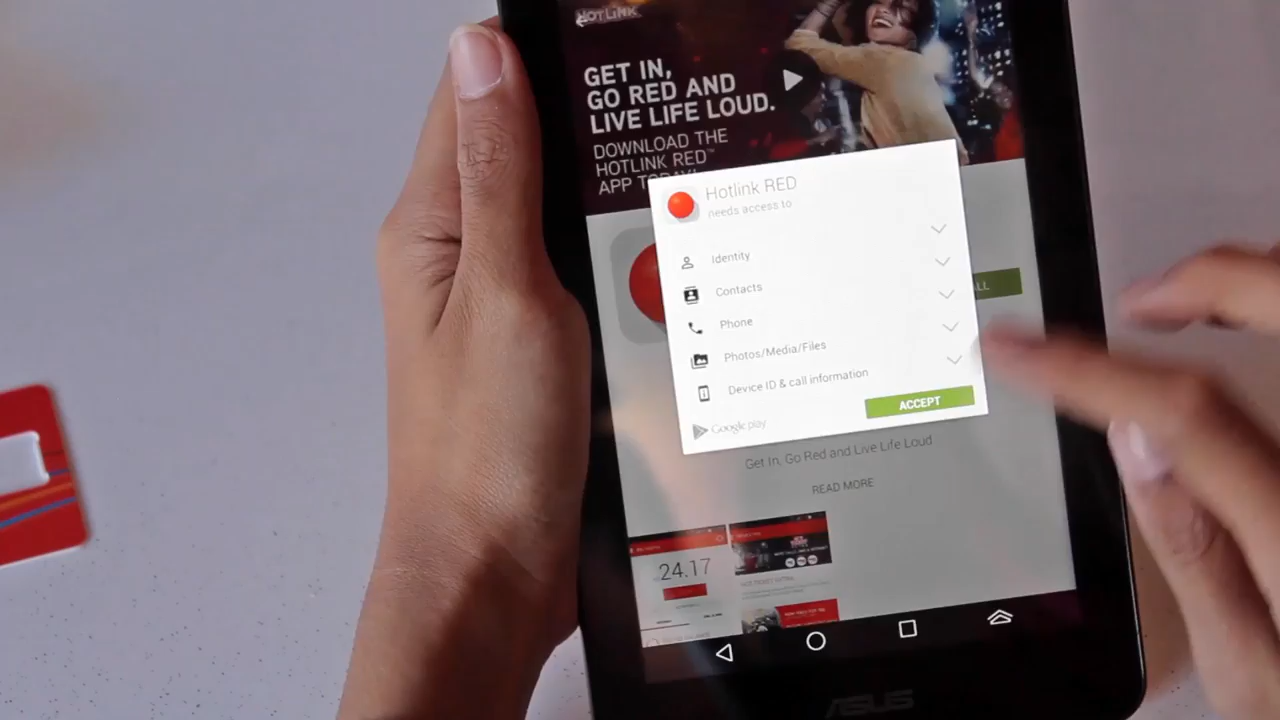 HOTLINK
GET IN,
GO RED AND
LIVE LIFE LOUD.
DOWNLOAD THE
HOTLINK RED™
APP TODAY!
Hotlink RED
needs access to
Identity
Contacts
Phone
Photos/Media/Files
Device ID & call information
ACCEPT
Google play
Get In, Go Red and Live Life Loud
READ MORE
24.17
ASUS